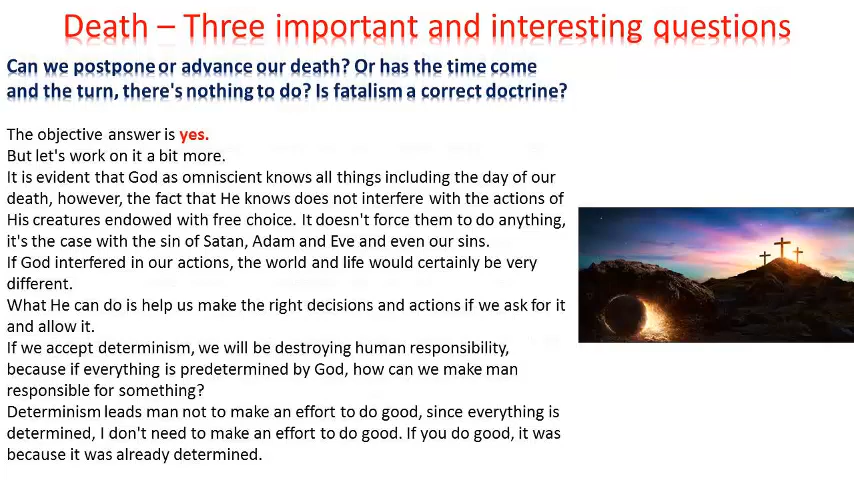 Death – Three important and interesting questions
Can we postpone or advance our death? Or has the time come
and the turn, there's nothing to do? Is fatalism a correct doctrine?
The objective answer is yes.
But let's work on it a bit more.
It is evident that God as omniscient knows all things including the day of our
death, however, the fact that He knows does not interfere with the actions of
His creatures endowed with free choice. It doesn't force them to do anything,
it's the case with the sin of Satan, Adam and Eve and even our sins.
If God interfered in our actions, the world and life would certainly be very
different.
What He can do is help us make the right decisions and actions if we ask for it
and allow it.
If we accept determinism, we will be destroying human responsibility,
because if everything is predetermined by God, how can we make man
responsible for something?
Determinism leads man not to make an effort to do good, since everything is
determined, I don't need to make an effort to do good. If you do good, it was
because it was already determined.